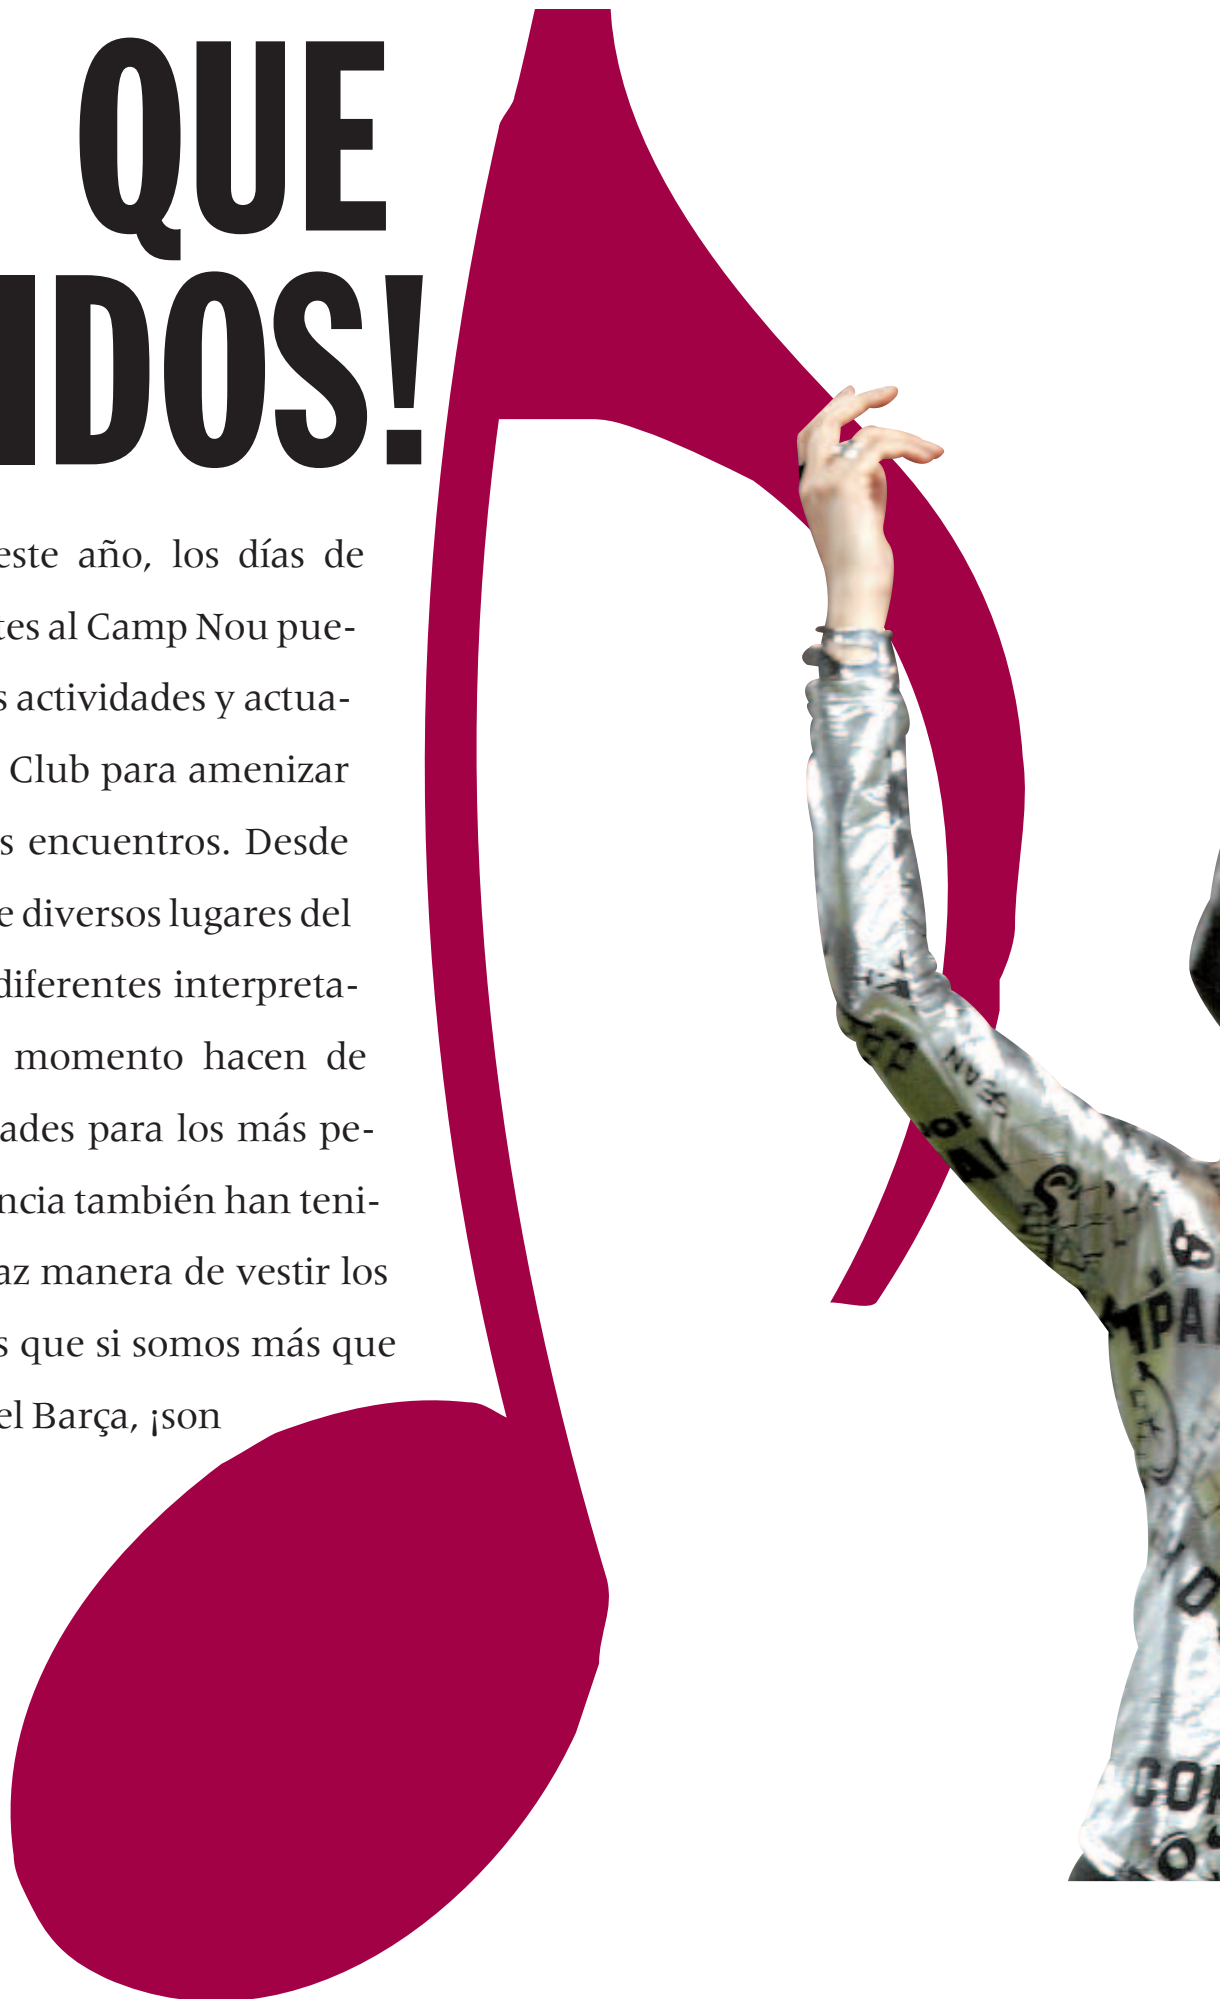 QUE
IDOS!
este año, los días de
tes al Camp Nou pue-
s actividades y actua-
Club para amenizar
s encuentros. Desde
e diversos lugares del
diferentes interpreta-
momento hacen de
ades para los más pe-
ncia también han teni-
az manera de vestir los
s que si somos más que
el Barça, ¡son